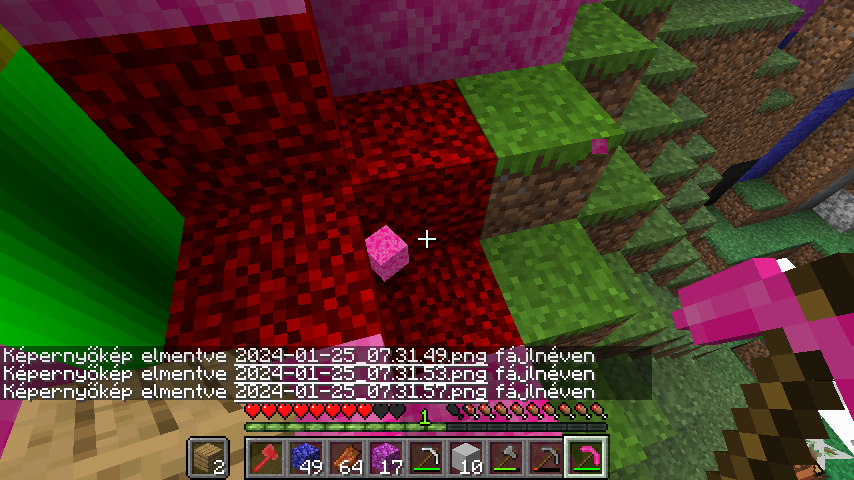 Képernyőkép elmentve 2024-01-25_07.31.49.png fájlnéven
Képernyőkép elmentve 2024-01-25_07.31.53.png fájlnéven
Képernyőkép elmentve 2024-01-25_07.31.57.png fájlnéven
1
2 49 64 17 10